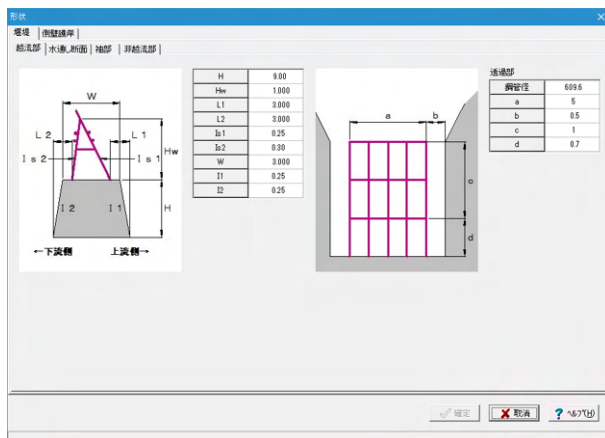 形状
堰堤 側壁護岸
越流部 水通し断面 袖部 非越流部
W
L2 L1
Is2 Is1
Hw
I2 I1
H
←下流側 上流側→
H 9.00
Hw 1.000
L1 3.000
L2 3.000
Is1 0.25
Is2 0.30
W 3.000
I1 0.25
I2 0.25
a b
c
d
透過部
鋼管径 609.6
a 5
b 0.5
c 1
d 0.7
確定 取消 ヘルプ(H)